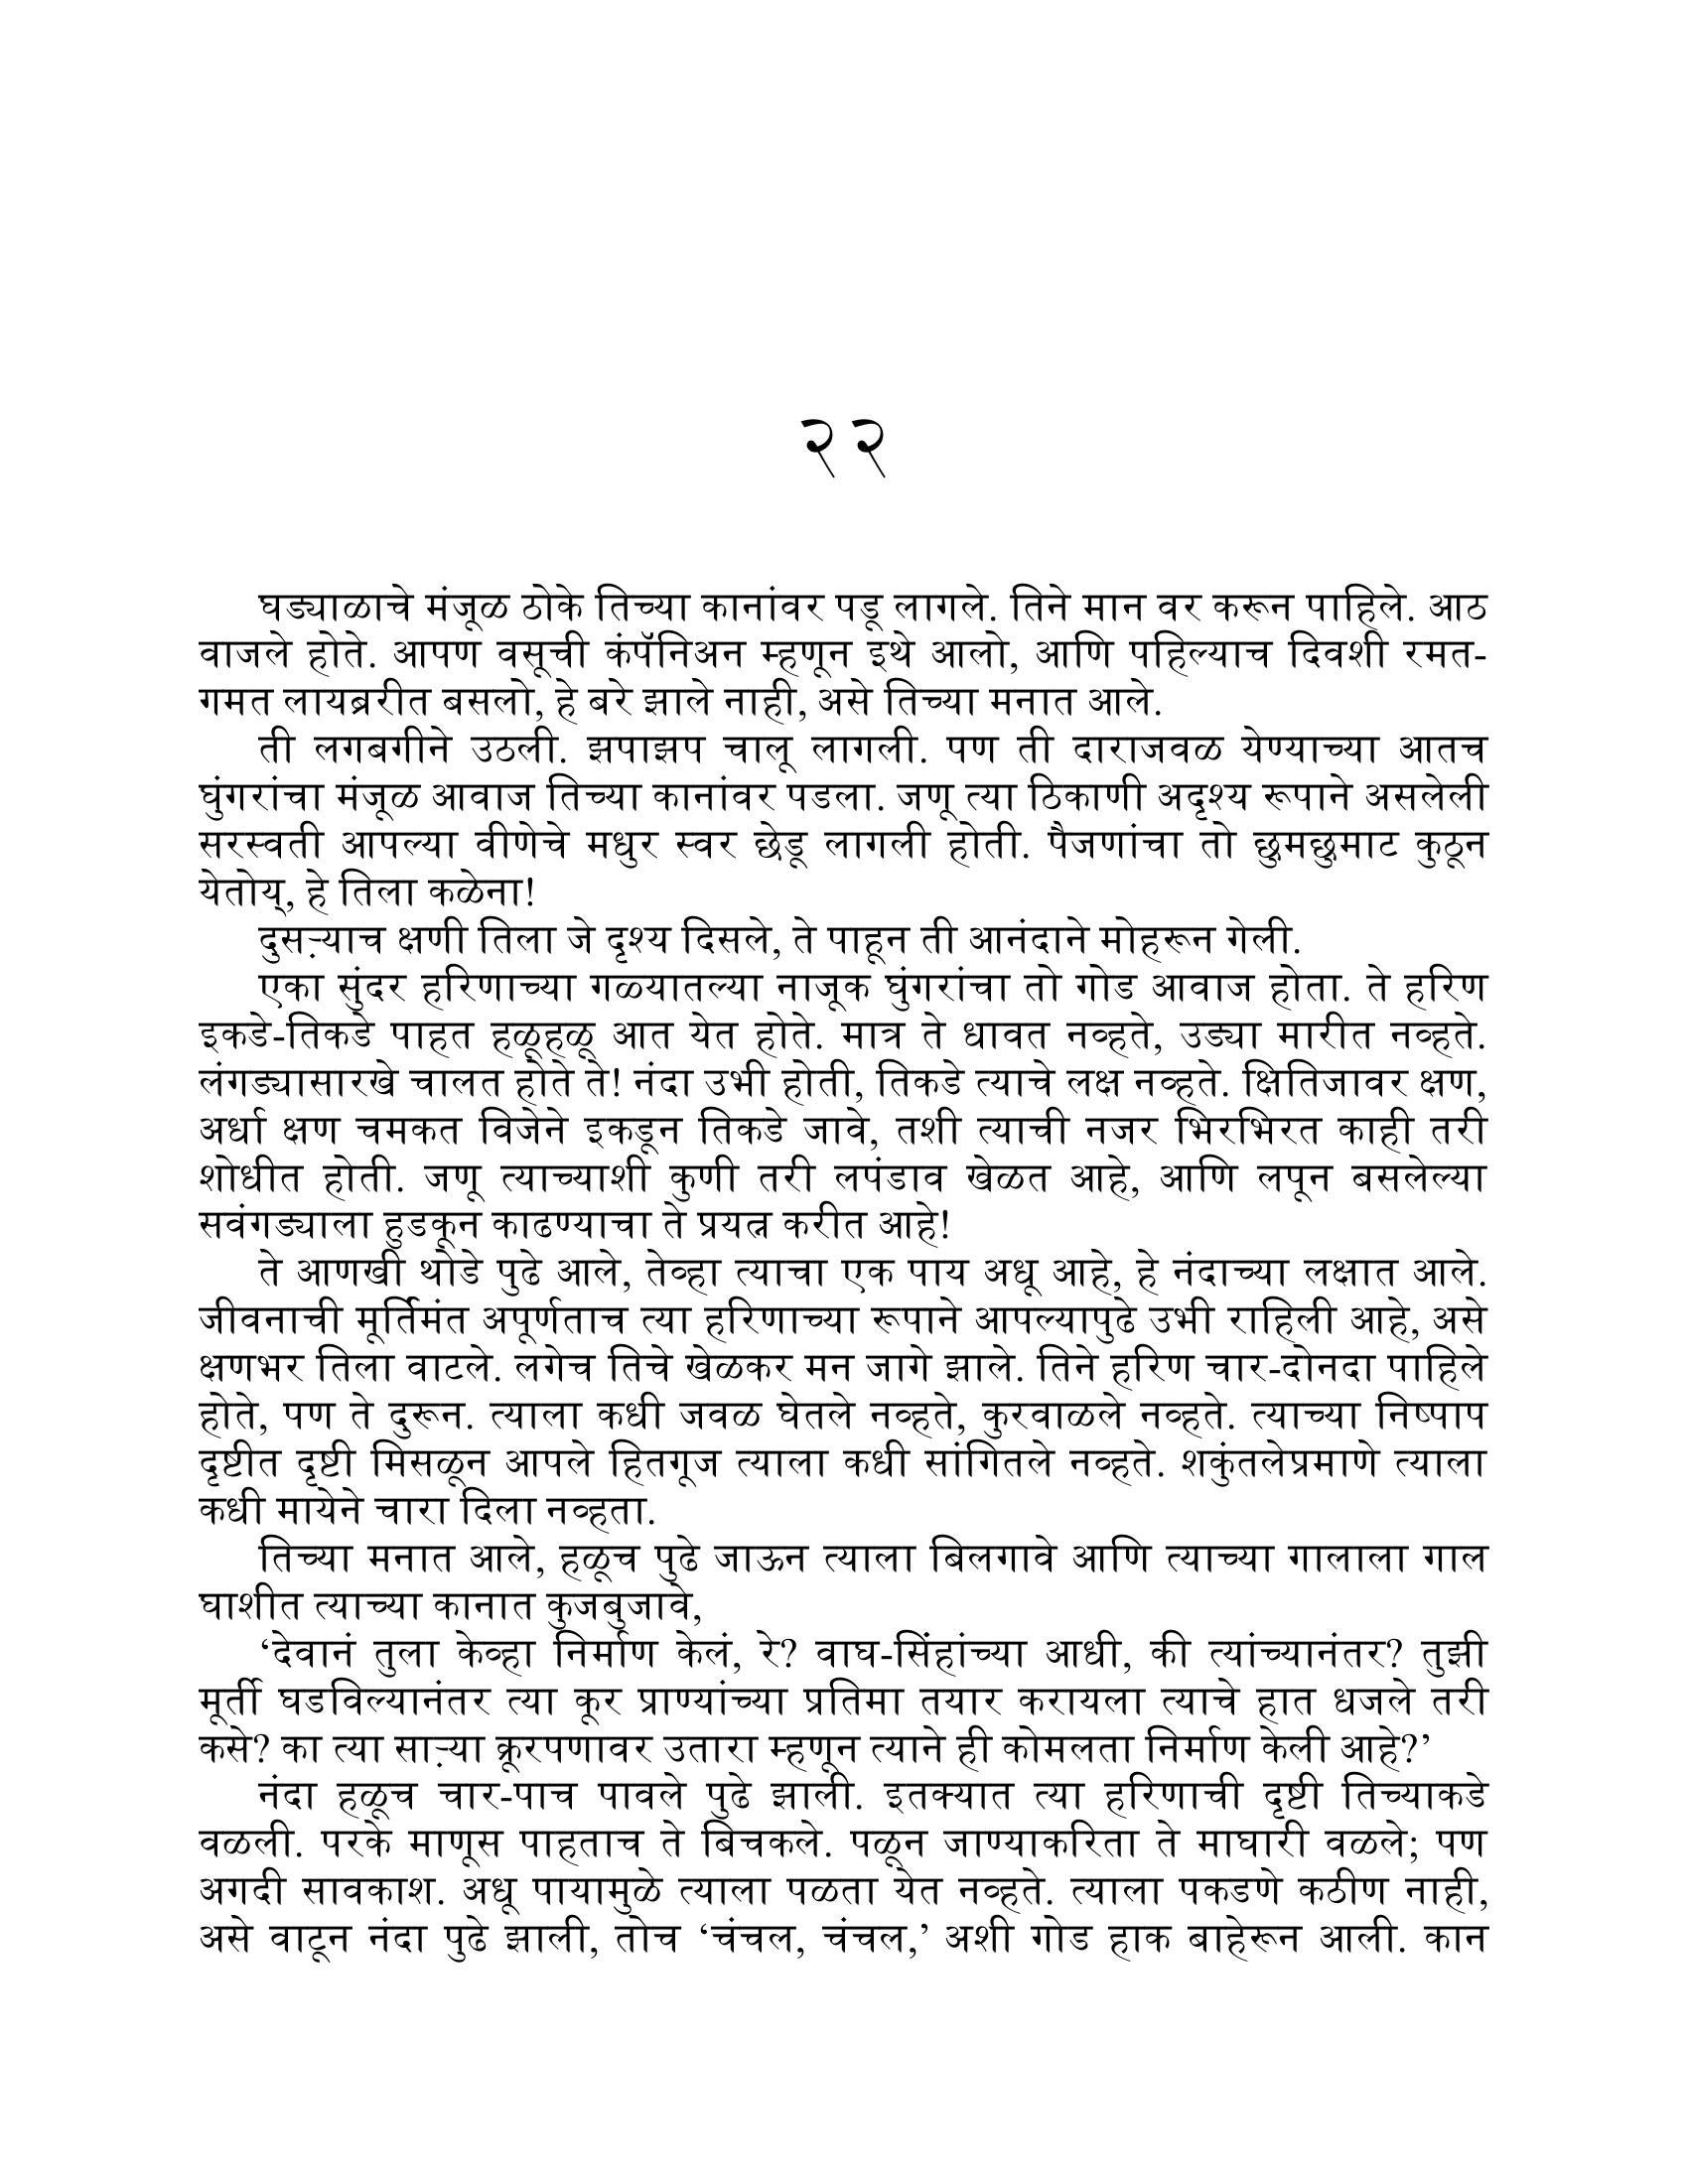 २२
घड्याळाचे मंजूळ ठोके तिच्या कानांवर पडू लागले. तिने मान वर करून पाहिले. आठ
वाजले होते. आपण वसूची कंपॅनिअन म्हणून इथे आलो, आणि पहिल्याच दिवशी रमत-
गमत लायब्ररीत बसलो, हे बरे झाले नाही, असे तिच्या मनात आले.
ती लगबगीने उठली. झपाझप चालू लागली. पण ती दाराजवळ येण्याच्या आतच
घुंगरांचा मंजूळ आवाज तिच्या कानांवर पडला. जणू त्या ठिकाणी अदृश्य रूपाने असलेली
सरस्वती आपल्या वीणेचे मधुर स्वर छेडू लागली होती. पैजणांचा तो छुमछुमाट कुठून
येतोय्, हे तिला कळेना!
दुसऱ्याच क्षणी तिला जे दृश्य दिसले, ते पाहून ती आनंदाने मोहरून गेली.
एका सुंदर हरिणाच्या गळ्यातल्या नाजूक घुंगरांचा तो गोड आवाज होता. ते हरिण
इकडे-तिकडे पाहत हळूहळू आत येत होते. मात्र ते धावत नव्हते, उड्या मारीत नव्हते.
लंगड्यासारखे चालत होते ते! नंदा उभी होती, तिकडे त्याचे लक्ष नव्हते. क्षितिजावर क्षण,
अर्धा क्षण चमकत विजेने इकडून तिकडे जावे, तशी त्याची नजर भिरभिरत काही तरी
शोधीत होती. जणू त्याच्याशी कुणी तरी लपंडाव खेळत आहे, आणि लपून बसलेल्या
सवंगड्याला हुडकून काढण्याचा ते प्रयत्न करीत आहे!
ते आणखी थोडे पुढे आले, तेव्हा त्याचा एक पाय अधू आहे, हे नंदाच्या लक्षात आले.
जीवनाची मूर्तिमंत अपूर्णताच त्या हरिणाच्या रूपाने आपल्यापुढे उभी राहिली आहे, असे
क्षणभर तिला वाटले. लगेच तिचे खेळकर मन जागे झाले. तिने हरिण चार-दोनदा पाहिले
होते, पण ते दुरून. त्याला कधी जवळ घेतले नव्हते, कुरवाळले नव्हते. त्याच्या निष्पाप
दृष्टीत दृष्टी मिसळून आपले हितगूज त्याला कधी सांगितले नव्हते. शकुंतलेप्रमाणे त्याला
कधी मायेने चारा दिला नव्हता.
तिच्या मनात आले, हळूच पुढे जाऊन त्याला बिलगावे आणि त्याच्या गालाला गाल
घाशीत त्याच्या कानात कुजबुजावे,
‘देवानं तुला केव्हा निर्माण केलं, रे? वाघ-सिंहांच्या आधी, की त्यांच्यानंतर? तुझी
मूर्ती घडविल्यानंतर त्या कूर प्राण्यांच्या प्रतिमा तयार करायला त्याचे हात धजले तरी
कसे? का त्या साऱ्या क्रूरपणावर उतारा म्हणून त्याने ही कोमलता निर्माण केली आहे?’
नंदा हळूच चार-पाच पावले पुढे झाली. इतक्यात त्या हरिणाची दृष्टी तिच्याकडे
वळली. परके माणूस पाहताच ते बिचकले. पळून जाण्याकरिता ते माघारी वळले; पण
अगदी सावकाश. अधू पायामुळे त्याला पळता येत नव्हते. त्याला पकडणे कठीण नाही,
असे वाटून नंदा पुढे झाली, तोच ‘चंचल, चंचल,’ अशी गोड हाक बाहेरून आली. कान